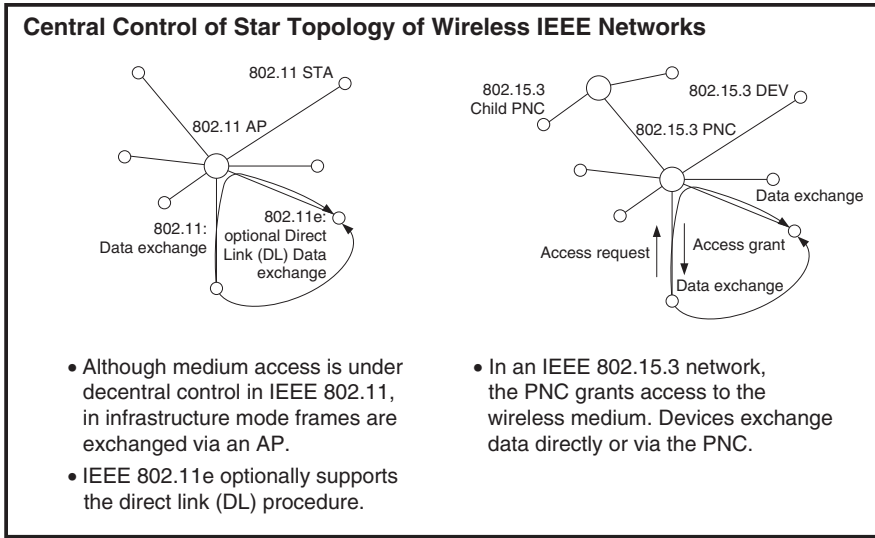 Central Control of Star Topology of Wireless IEEE Networks
802.11 STA
802.11 AP
802.11:
Data exchange
802.11e:
optional Direct
Link (DL) Data
exchange
802.15.3
Child PNC
802.15.3 DEV
802.15.3 PNC
Data exchange
Access request
Access grant
Data exchange
• Although medium access is under
decentral control in IEEE 802.11,
in infrastructure mode frames are
exchanged via an AP.
• IEEE 802.11e optionally supports
the direct link (DL) procedure.
• In an IEEE 802.15.3 network,
the PNC grants access to the
wireless medium. Devices exchange
data directly or via the PNC.